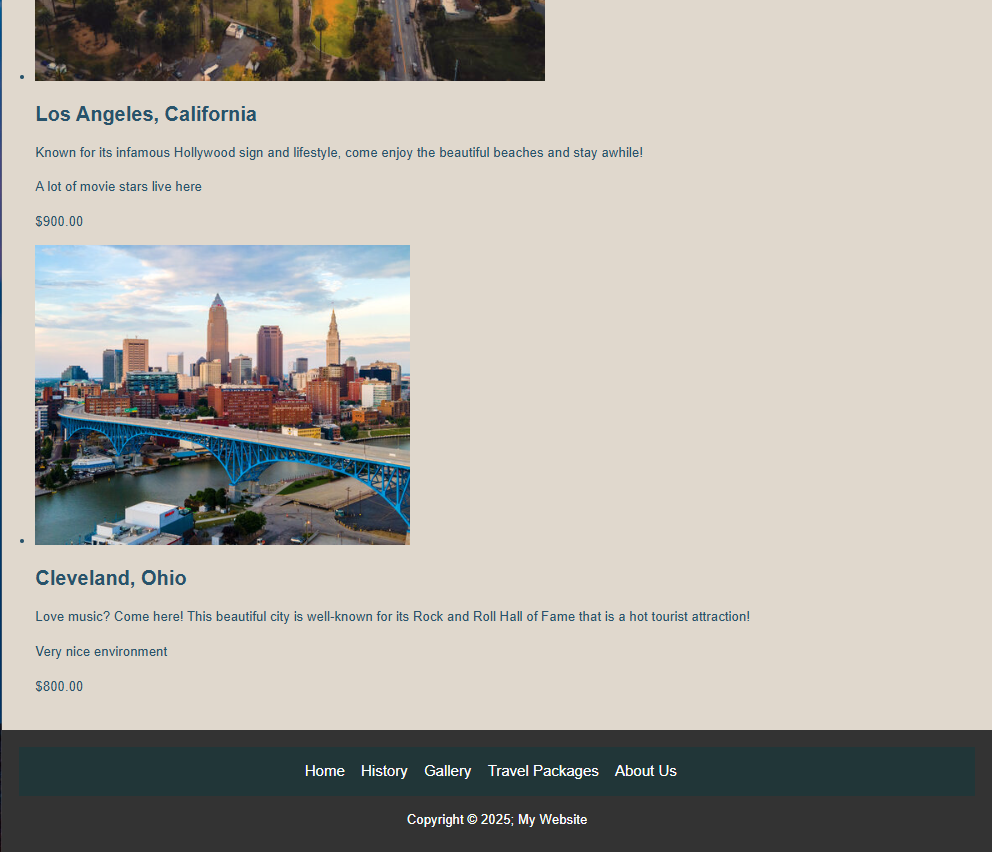 Los Angeles, California
Known for its infamous Hollywood sign and lifestyle, come enjoy the beautiful beaches and stay awhile!
A lot of movie stars live here
$900.00
Cleveland, Ohio
Love music? Come here! This beautiful city is well-known for its Rock and Roll Hall of Fame that is a hot tourist attraction!
Very nice environment
$800.00
Home History Gallery Travel Packages About Us
Copyright © 2025; My Website